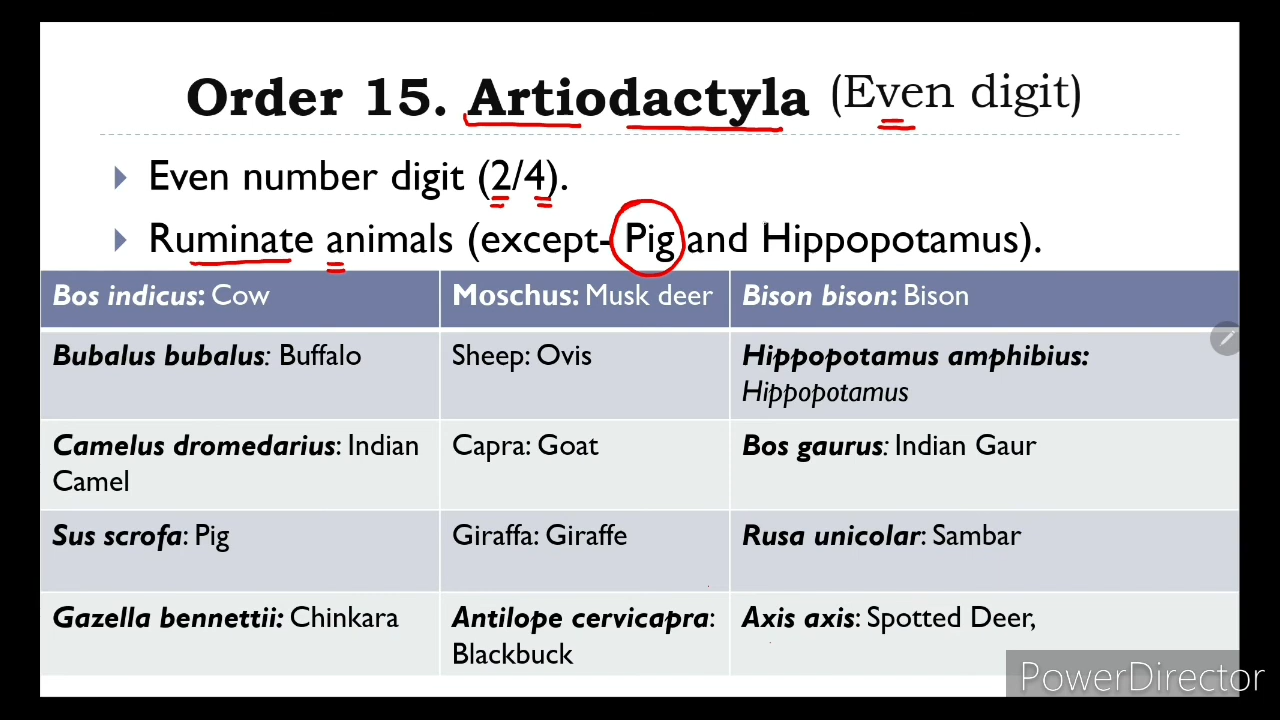 Order 15. Artiodactyla (Even digit)
Even number digit (2/4).
Ruminate animals (except- Pig and Hippopotamus).
Bos indicus: Cow
Moschus: Musk deer
Bison bison: Bison
Bubalus bubalus: Buffalo
Sheep: Ovis
Hippopotamus amphibius:
Hippopotamus
Camelus dromedarius: Indian
Camel
Capra: Goat
Bos gaurus: Indian Gaur
Sus scrofa: Pig
Giraffa: Giraffe
Rusa unicolar: Sambar
Gazella bennettii: Chinkara
Antilope cervicapra:
Blackbuck
Axis axis: Spotted Deer,
PowerDirector